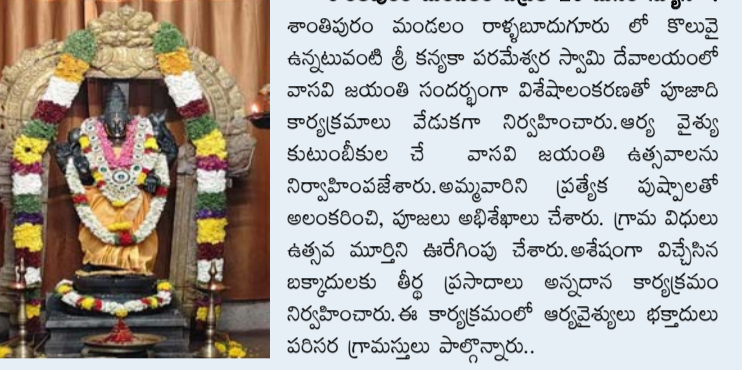 శాంతిపురం మండలం రాళ్ళబూదుగూరు లో కొలువై
ఉన్నటువంటి శ్రీ కన్యకా పరమేశ్వర స్వామి దేవాలయంలో
వాసవి జయంతి సందర్భంగా విశేషాలంకరణతో పూజాది
కార్యక్రమాలు వేడుకగా నిర్వహించారు.ఆర్య వైశ్యు
కుటుంబీకుల చే వాసవి జయంతి ఉత్సవాలను
నిర్వాహింపజేశారు.అమ్మవారిని ప్రత్యేక పుష్పాలతో
అలంకరించి, పూజలు అభిశేఖాలు చేశారు. గ్రామ విధులు
ఉత్సవ మూర్తిని ఊరేగింపు చేశారు.అశేషంగా విచ్చేసిన
బక్కాదులకు తీర్థ ప్రసాదాలు అన్నదాన కార్యక్రమం
నిర్వహించారు.ఈ కార్యక్రమంలో ఆర్యవైశ్యులు భక్తాదులు
పరిసర గ్రామస్తులు పాల్గొన్నారు..